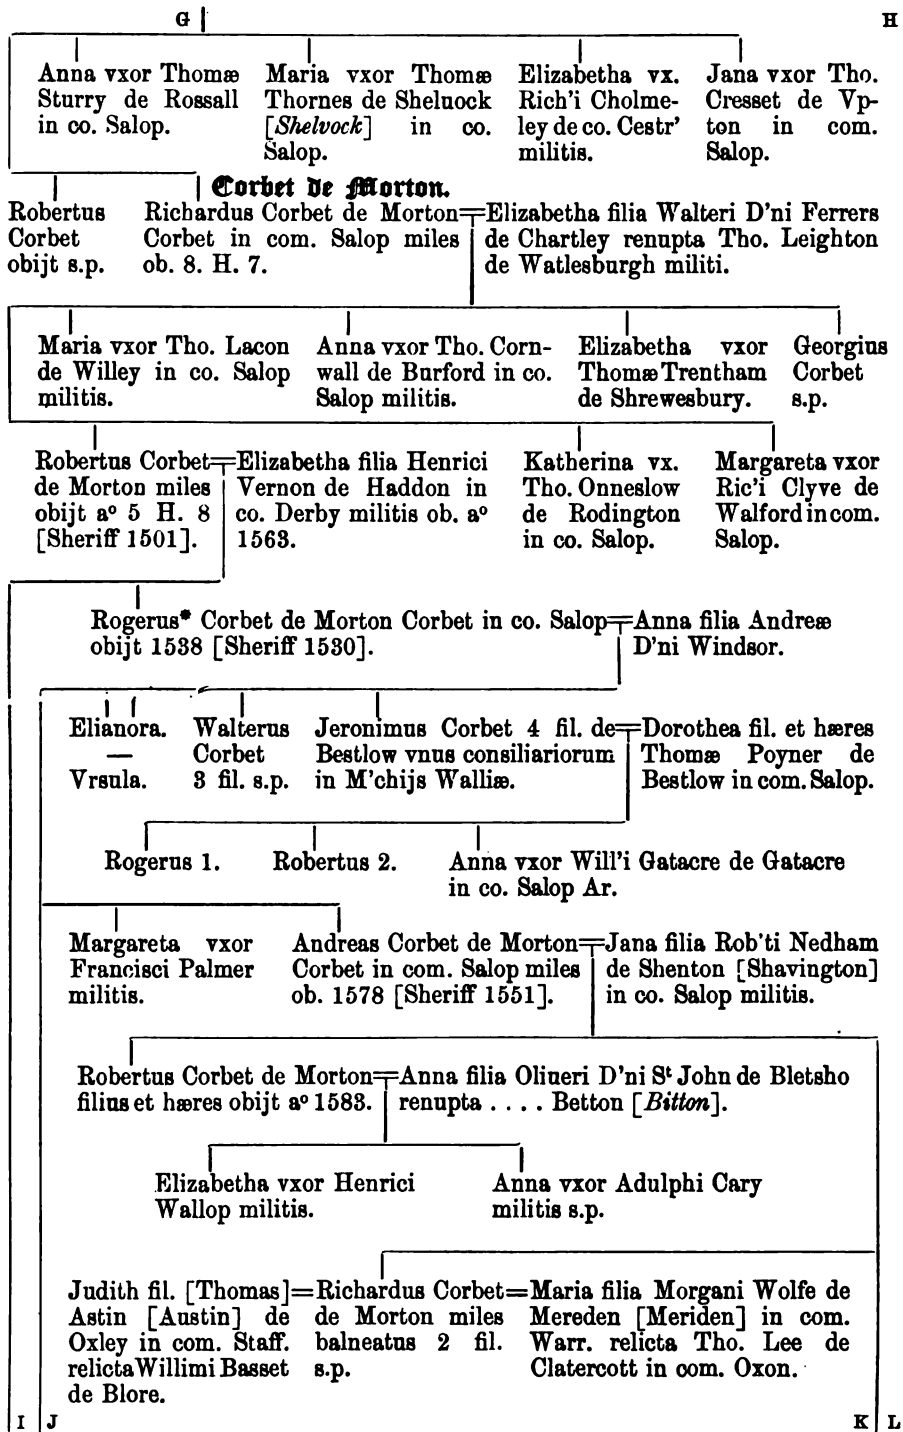 G H
Anna vxor Thomæ
Sturry de Rossall
in co. Salop.
Maria vxor Thomæ
Thornes de Sheluock
[Shelvock] in co.
Salop.
Elizabetha vx.
Rich'i Cholme-
ley de co. Cestr'
militis.
Jana vxor Tho.
Cresset de Vp-
ton in com.
Salop.
Corbet de Morton.
Robertus
Corbet
obijt s.p.
Richardus Corbet de Morton
Corbet in com. Salop miles
ob. 8. H. 7.
Elizabetha filia Walteri D'ni Ferrers
de Chartley renupta Tho. Leighton
de Watlesburgh militi.
Maria vxor Tho. Lacon
de Willey in co. Salop
militis.
Anna vxor Tho. Corn-
wall de Burford in co.
Salop militis.
Elizabetha vxor
Thomæ Trentham
de Shrewesbury.
Georgius
Corbet
s.p.
Robertus Corbet
de Morton miles
obijt aº 5 H. 8
[Sheriff 1501].
Elizabetha filia Henrici
Vernon de Haddon in
co. Derby militis ob. aº
1563.
Katherina vx.
Tho. Onneslow
de Rodington
in co. Salop.
Margareta vxor
Ric'i Clyve de
Walford in com.
Salop.
Rogerus* Corbet de Morton Corbet in co. Salop
obijt 1538 [Sheriff 1530].
Anna filia Andreæ
D'ni Windsor.
Elianora.
—
Vrsula.
Walterus
Corbet
3 fil. s.p.
Jeronimus Corbet 4 fil. de
Bestlow vnus consiliariorum
in M'chijs Walliæ.
Dorothea fil. et hæres
Thomæ Poyner de
Bestlow in com. Salop.
Rogerus 1.
Robertus 2.
Anna vxor Will'i Gatacre de Gatacre
in co. Salop Ar.
Margareta vxor
Francisci Palmer
militis.
Andreas Corbet de Morton
Corbet in com. Salop miles
ob. 1578 [Sheriff 1551].
Jana filia Rob'ti Nedham
de Shenton [Shavington]
in co. Salop militis.
Robertus Corbet de Morton
filius et hæres obijt aº 1583.
Anna filia Oliueri D'ni Sᵗ John de Bletsho
renupta . . . . Betton [Bitton].
Elizabetha vxor Henrici
Wallop militis.
Anna vxor Adulphi Cary
militis s.p.
Judith fil. [Thomas]
Astin [Austin] de
Oxley in com. Staff.
relicta Willimi Basset
de Blore.
Richardus Corbet
de Morton miles
balneatus 2 fil.
s.p.
Maria filia Morgani Wolfe de
Mereden [Meriden] in com.
Warr. relicta Tho. Lee de
Clatercott in com. Oxon.
I J K L